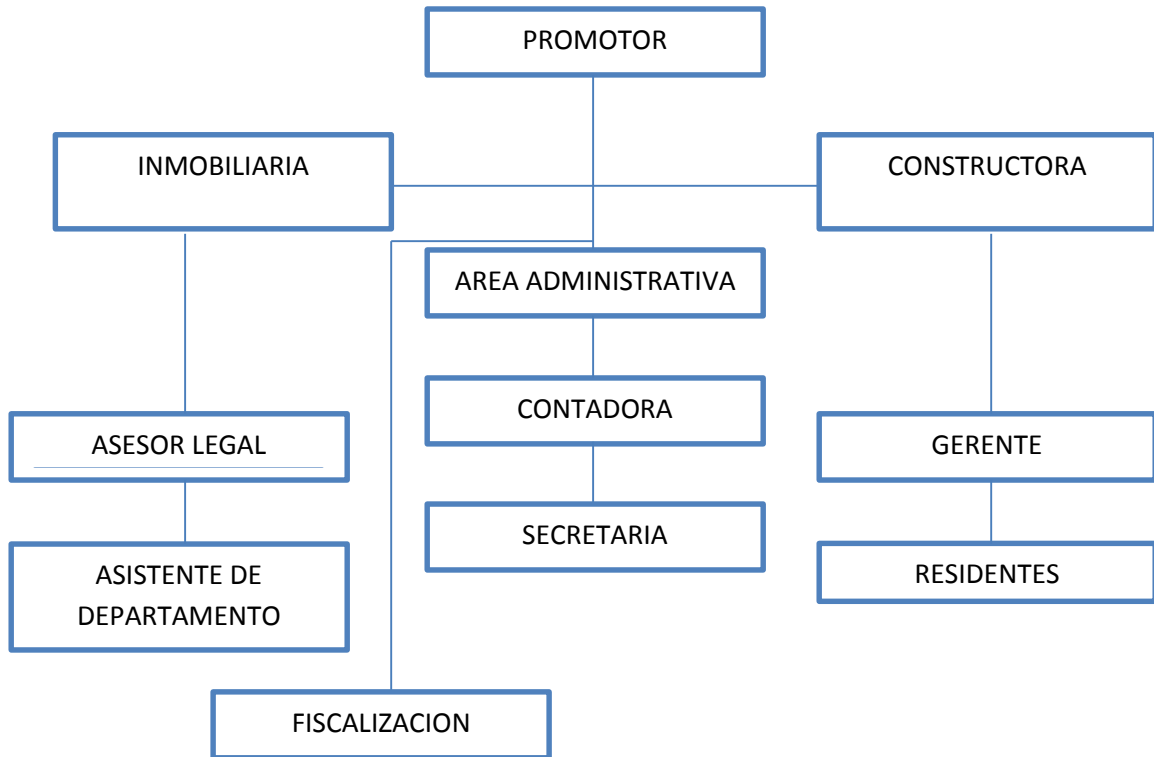 PROMOTOR
INMOBILIARIA
CONSTRUCTORA
AREA ADMINISTRATIVA
CONTADORA
ASESOR LEGAL
GERENTE
SECRETARIA
ASISTENTE DE
DEPARTAMENTO
RESIDENTES
FISCALIZACION